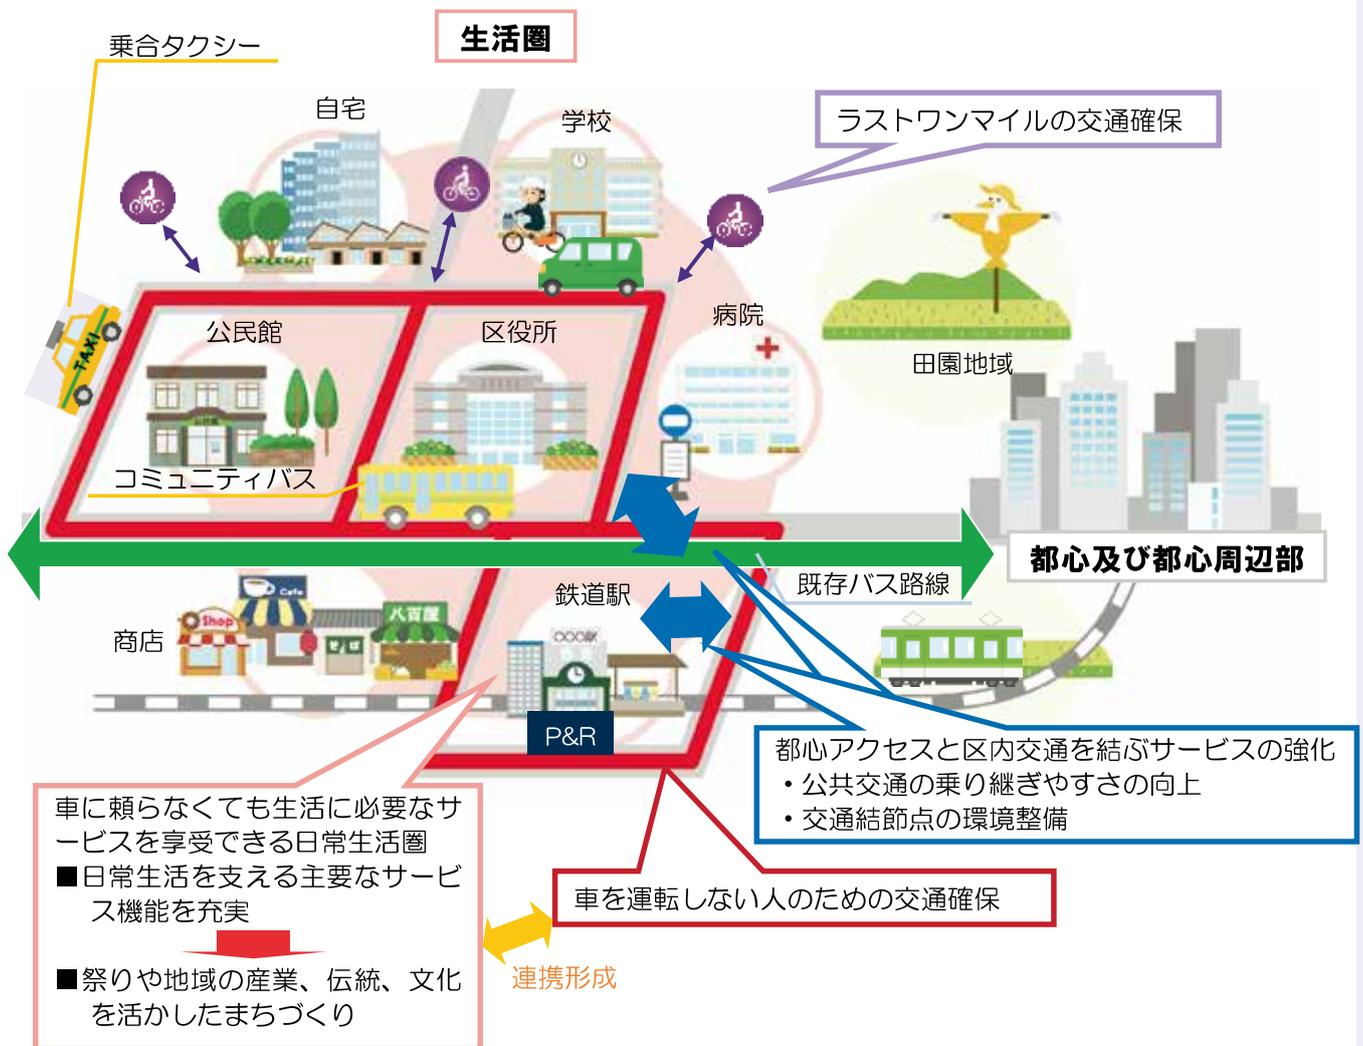 生活圏
乗合タクシー
自宅
学校
ラストワンマイルの交通確保
TAXI
公民館
区役所
病院
田園地域
コミュニティバス
都心及び都心周辺部
既存バス路線
鉄道駅
商店
Shop
Cafe
そば
八百屋
〇〇〇駅
P&R
都心アクセスと区内交通を結ぶサービスの強化
・公共交通の乗り継ぎやすさの向上
・交通結節点の環境整備
車に頼らなくても生活に必要なサ
ービスを享受できる日常生活圏
■日常生活を支える主要なサービ
ス機能を充実
■祭りや地域の産業、伝統、文化
を活かしたまちづくり
車を運転しない人のための交通確保
連携形成